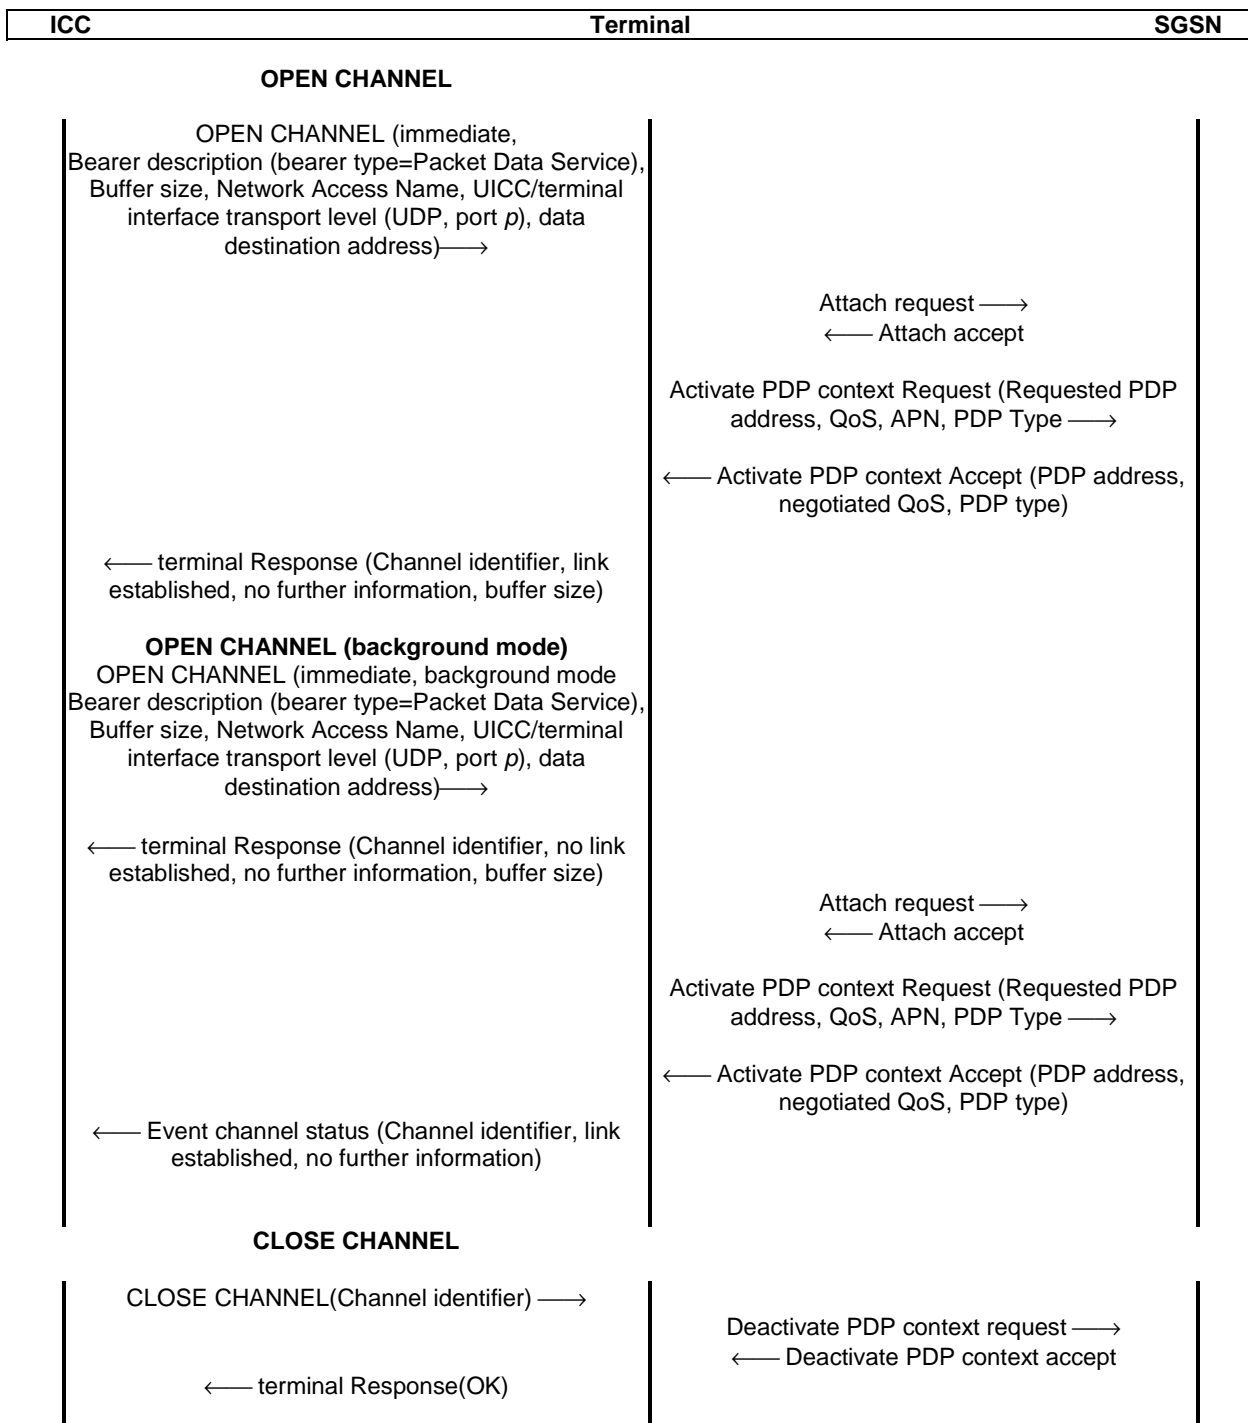 ICC Terminal SGSN
OPEN CHANNEL
OPEN CHANNEL (immediate,
Bearer description (bearer type=Packet Data Service),
Buffer size, Network Access Name, UICC/terminal
interface transport level (UDP, port p), data
destination address)——→
Attach request ——→
←—— Attach accept
Activate PDP context Request (Requested PDP
address, QoS, APN, PDP Type ——→
←—— Activate PDP context Accept (PDP address,
negotiated QoS, PDP type)
←—— terminal Response (Channel identifier, link
established, no further information, buffer size)
OPEN CHANNEL (background mode)
OPEN CHANNEL (immediate, background mode
Bearer description (bearer type=Packet Data Service),
Buffer size, Network Access Name, UICC/terminal
interface transport level (UDP, port p), data
destination address)——→
←—— terminal Response (Channel identifier, no link
established, no further information, buffer size)
Attach request ——→
←—— Attach accept
Activate PDP context Request (Requested PDP
address, QoS, APN, PDP Type ——→
←—— Activate PDP context Accept (PDP address,
negotiated QoS, PDP type)
←—— Event channel status (Channel identifier, link
established, no further information)
CLOSE CHANNEL
CLOSE CHANNEL(Channel identifier) ——→
Deactivate PDP context request ——→
←—— Deactivate PDP context accept
←—— terminal Response(OK)